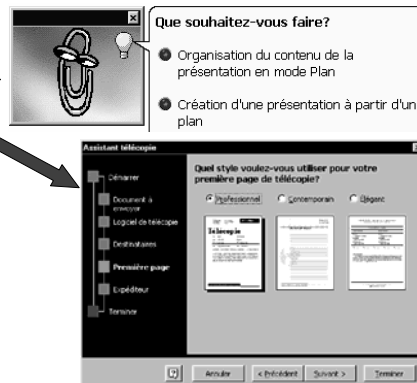 Que souhaitez-vous faire?
Organisation du contenu de la
présentation en mode Plan
Création d'une présentation à partir d'un
plan
Assistant télécopie
Démarrer
Document à
envoyer
Logiciel de télécopie
Destinataires
Première page
Expéditeur
Terminer
Quel style voulez-vous utiliser pour votre
première page de télécopie?
Professionnel
Contemporain
Élégant
Télécopie
Annuler
< Précédent
Suivant >
Terminer